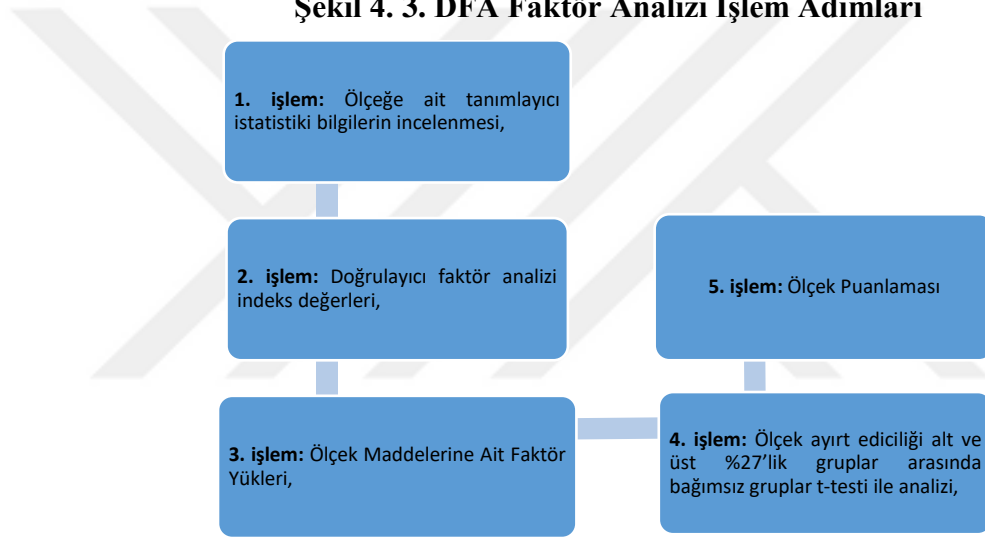 Şekil 4. 3. DFA Faktör Analizi İşlem Adımları
1. işlem: Ölçeğe ait tanımlayıcı
istatistiki bilgilerin incelenmesi,
2. işlem: Doğrulayıcı faktör analizi
indeks değerleri,
3. işlem: Ölçek Maddelerine Ait Faktör
Yükleri,
4. işlem: Ölçek ayırt ediciliği alt ve
üst %27’lik gruplar arasında
bağımsız gruplar t-testi ile analizi,
5. işlem: Ölçek Puanlaması